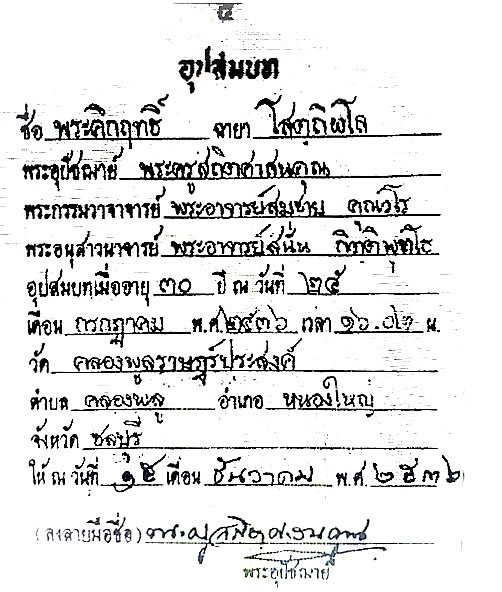 ๕
อุปสมบท
ชื่อ พระศิกฤทธิ์ ฉายา โสตฺถิผโล
พระอุปัชฌาย์ พระครูสถิตศาสนคุณ
พระกรรมวาจาจารย์ พระอาจารย์สมชาย คุณวโร
พระอนุสาวนาจารย์ พระอาจารย์สนั่น กิตฺติพุทฺโธ
อุปสมบทเมื่ออายุ ๓๐ ปี ณ วันที่ ๒๕
เดือน กรกฎาคม พ.ศ. ๒๕๓๖ เวลา น.
วัด คลองพลูราษฎร์ประสงค์
ตำบล คลองพลู อำเภอ หนองใหญ่
จังหวัด ชลบุรี
ให้ ณ วันที่ ๑๕ เดือน ธันวาคม พ.ศ. ๒๕๓๖
(ลงลายมือชื่อ)
พระอุปัชฌาย์